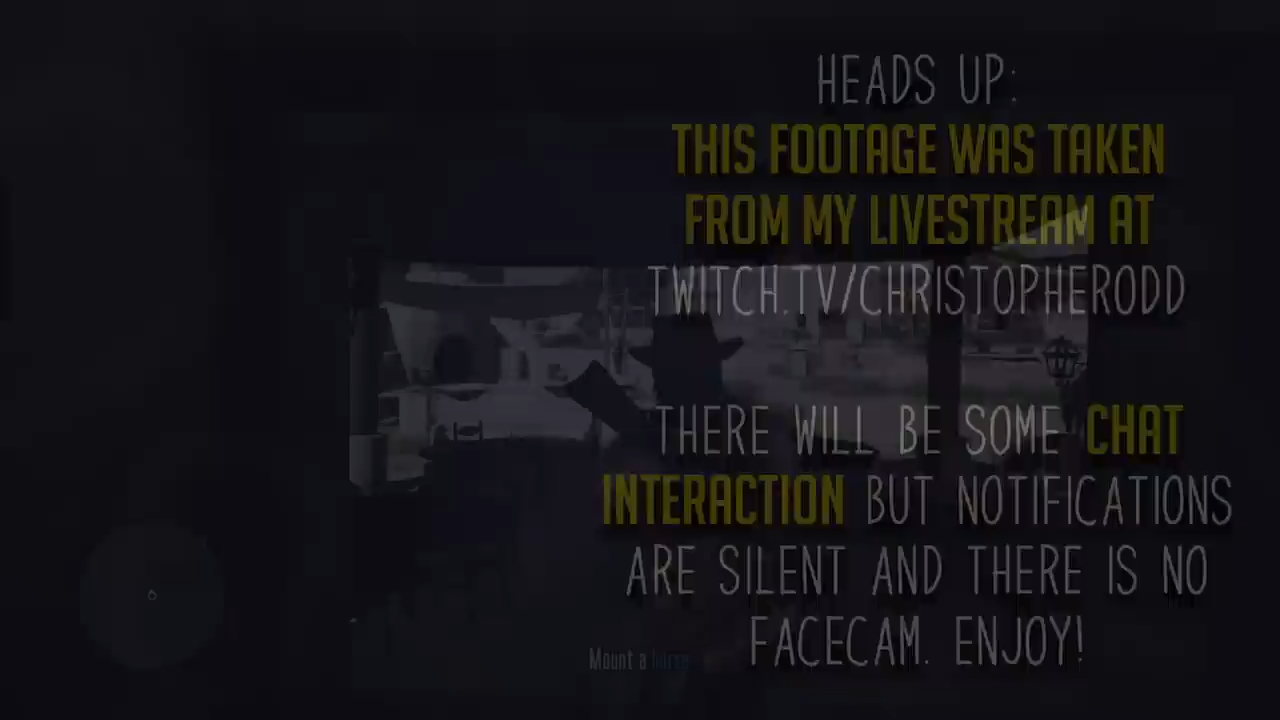 HEADS UP:
THIS FOOTAGE WAS TAKEN
FROM MY LIVESTREAM AT
TWITCH.TV/CHRISTOPHERODD
THERE WILL BE SOME CHAT
INTERACTION BUT NOTIFICATIONS
ARE SILENT AND THERE IS NO
FACECAM. ENJOY!
Mount a horse